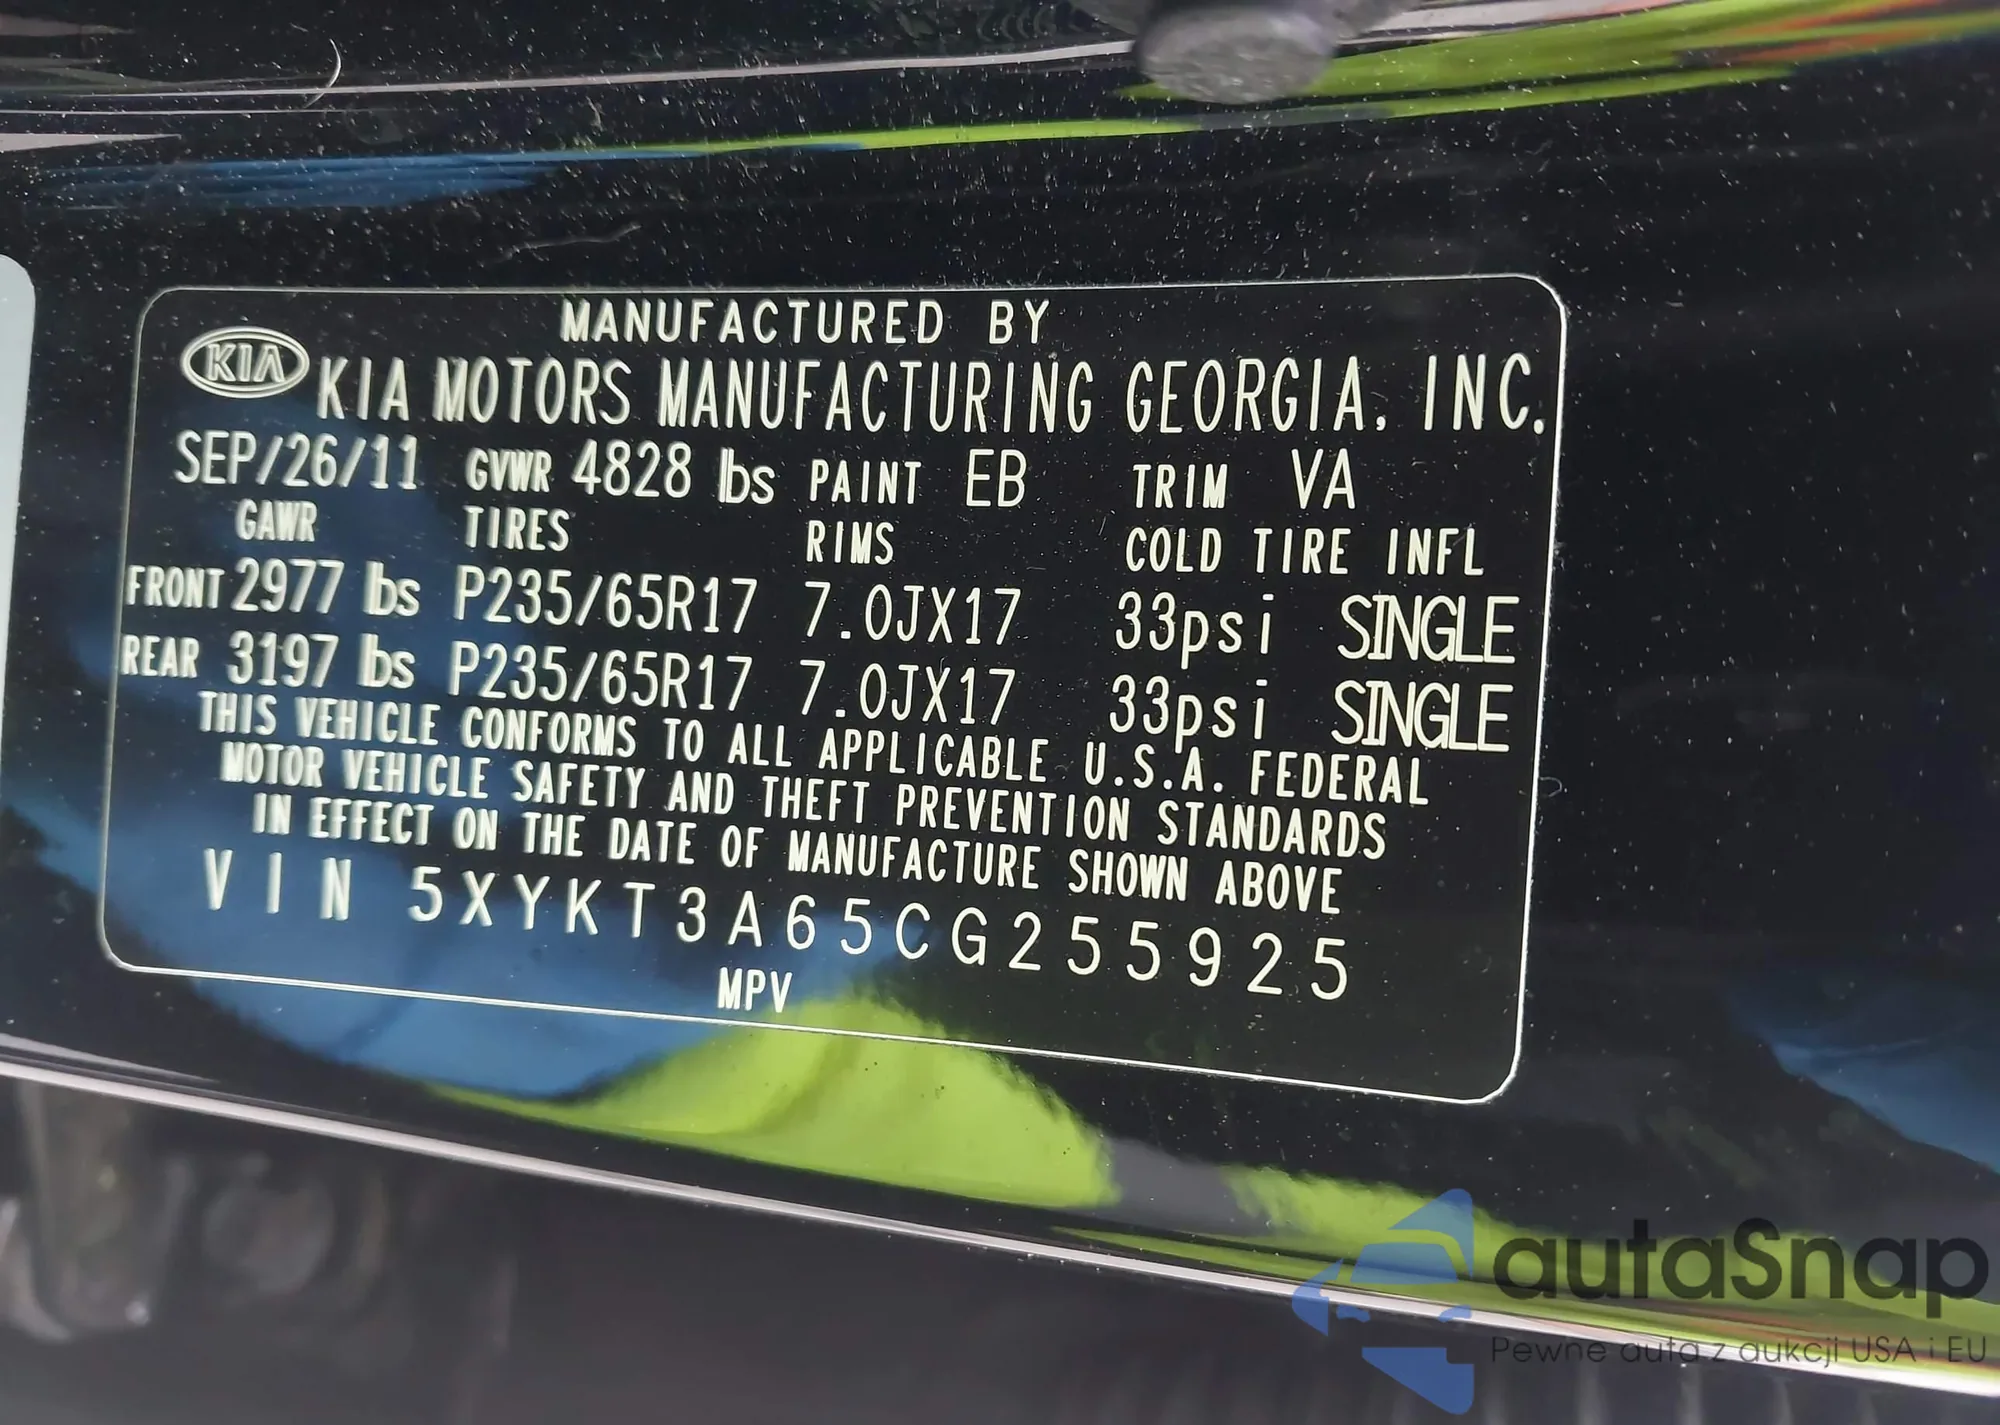 MANUFACTURED BY
KIA KIA MOTORS MANUFACTURING GEORGIA, INC.
SEP/26/11 GVWR 4828 lbs PAINT EB TRIM VA
GAWR TIRES RIMS COLD TIRE INFL
FRONT 2977 lbs P235/65R17 7.0JX17 33psi SINGLE
REAR 3197 lbs P235/65R17 7.0JX17 33psi SINGLE
THIS VEHICLE CONFORMS TO ALL APPLICABLE U.S.A. FEDERAL
MOTOR VEHICLE SAFETY AND THEFT PREVENTION STANDARDS
IN EFFECT ON THE DATE OF MANUFACTURE SHOWN ABOVE
VIN 5XYKT3A65CG255925
MPV
autaSnap
Pewne auta z aukcji USA i EU